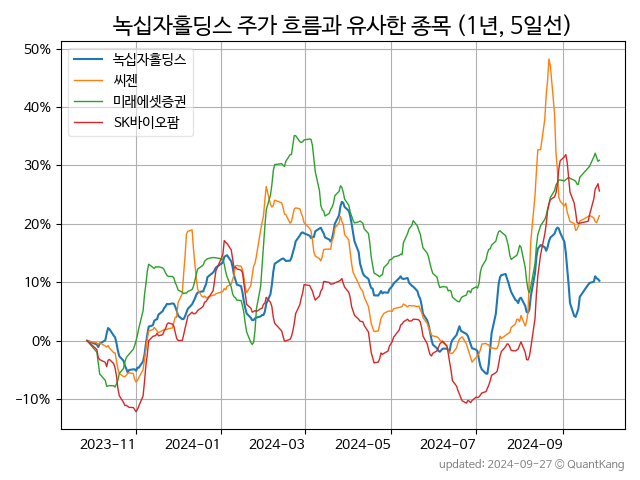 녹십자홀딩스 주가 흐름과 유사한 종목 (1년, 5일선)
50%
40%
30%
20%
10%
0%
−10%
녹십자홀딩스
씨젠
미래에셋증권
SK바이오팜
2023-11
2024-01
2024-03
2024-05
2024-07
2024-09
updated: 2024-09-27 © QuantKang